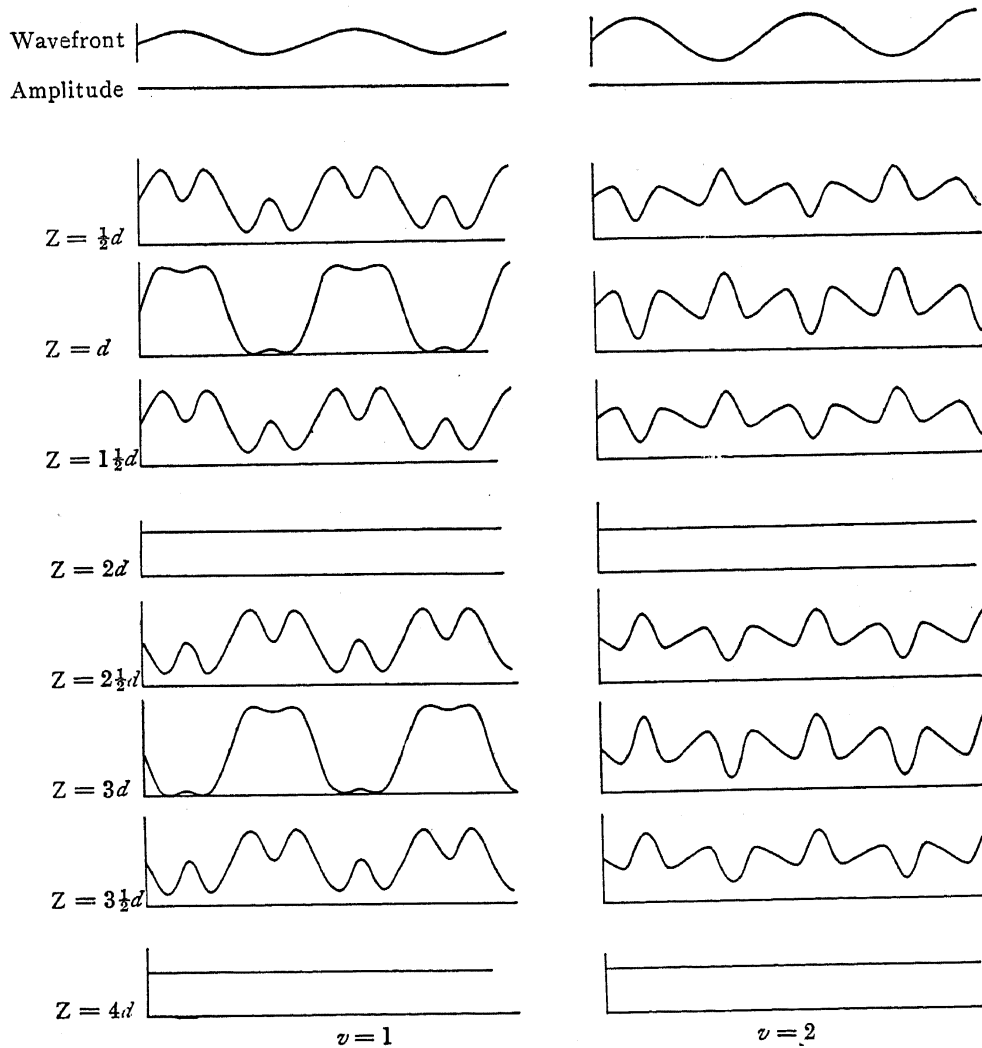 Wavefront
Amplitude
Z = ½d
Z = d
Z = 1½d
Z = 2d
Z = 2½d
Z = 3d
Z = 3½d
Z = 4d
v = 1
v = 2